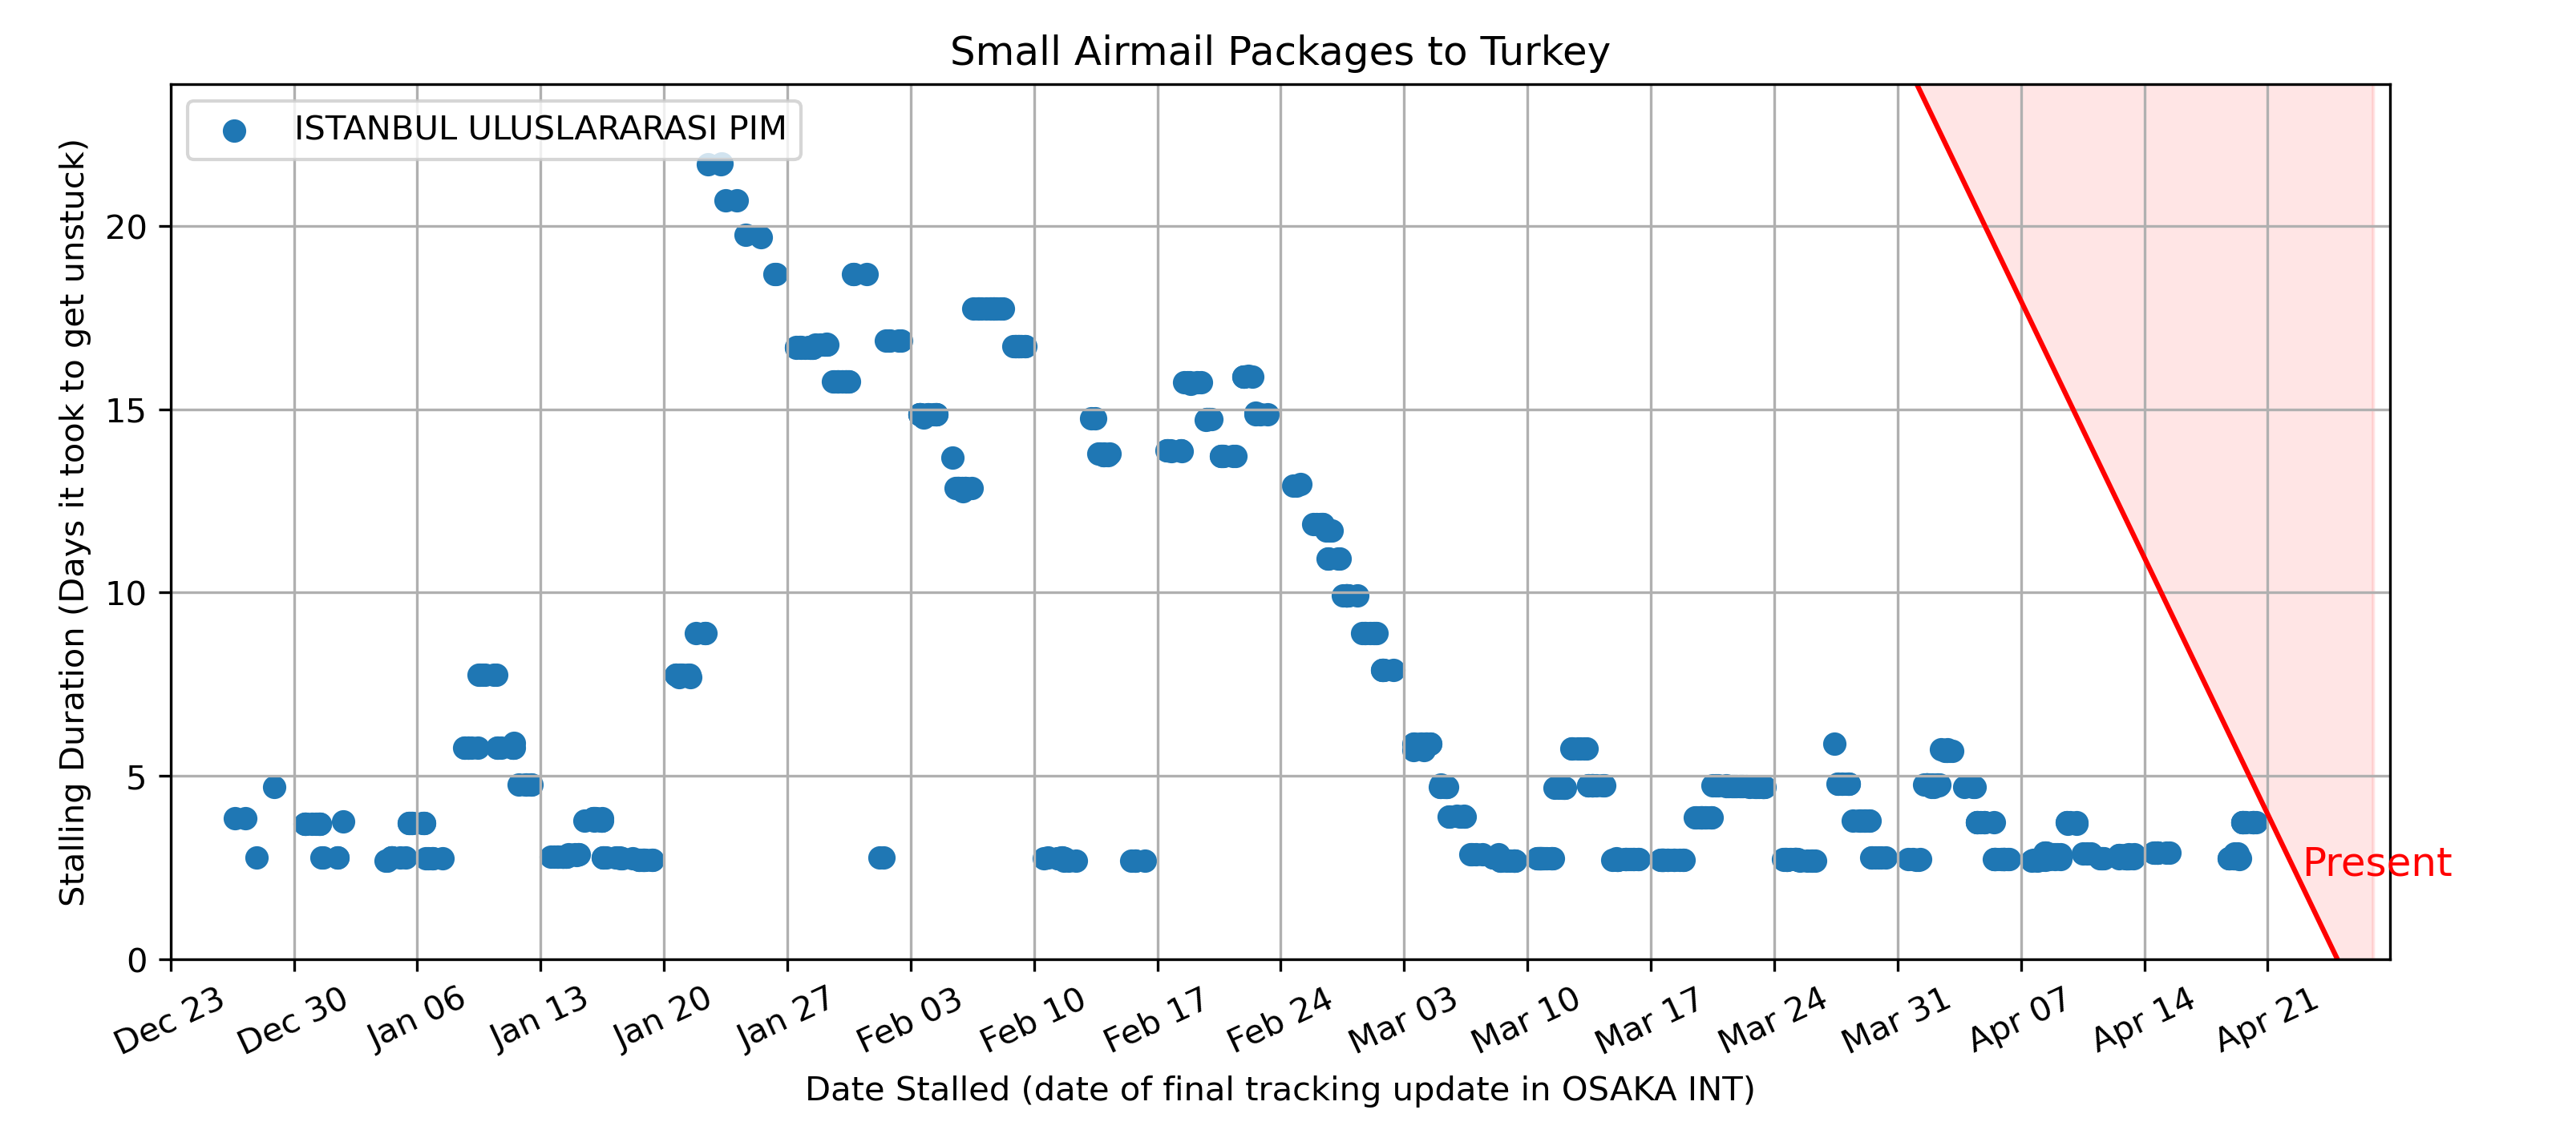 Small Airmail Packages to Turkey
ISTANBUL ULUSLARARASI PIM
Stalling Duration (Days it took to get unstuck)
20
15
10
5
0
Present
Dec 23
Dec 30
Jan 06
Jan 13
Jan 20
Jan 27
Feb 03
Feb 10
Feb 17
Feb 24
Mar 03
Mar 10
Mar 17
Mar 24
Mar 31
Apr 07
Apr 14
Apr 21
Date Stalled (date of final tracking update in OSAKA INT)